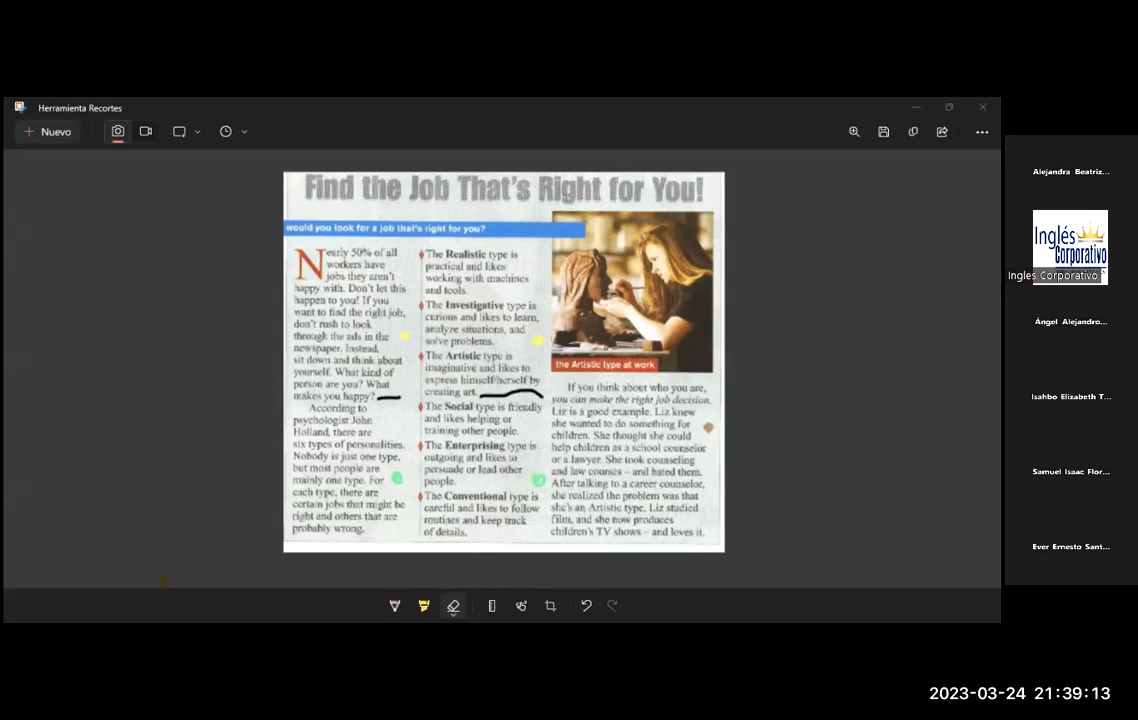 Herramienta Recortes
Nuevo
Find the Job That's Right for You!
would you look for a job that's right for you?
Nearly 50% of all
workers have
jobs they aren't
happy with. Don't let this
happen to you! If you
want to find the right job,
don't rush to look
through the ads in the
newspaper. Instead,
sit down and think about
yourself. What kind of
person are you? What
makes you happy?
According to
psychologist John
Holland, there are
six types of personalities.
Nobody is just one type,
but most people are
mainly one type. For
each type, there are
certain jobs that might be
right and others that are
probably wrong.
The Realistic type is
practical and likes
working with machines
and tools.
The Investigative type is
curious and likes to learn,
analyze situations, and
solve problems.
The Artistic type is
imaginative and likes to
express himself/herself by
creating art.
The Social type is friendly
and likes helping or
training other people.
The Enterprising type is
outgoing and likes to
persuade or lead other
people.
The Conventional type is
careful and likes to follow
routines and keep track
of details.
the Artistic type at work
If you think about who you are,
you can make the right job decision.
Liz is a good example. Liz knew
she wanted to do something for
children. She thought she could
help children as a school counselor
or a lawyer. She took counseling
and law courses – and hated them.
After talking to a career counselor,
she realized the problem was that
she's an Artistic type. Liz studied
film, and she now produces
children's TV shows – and loves it.
Alejandra Beatriz...
Inglés
Corporativo
Ingles Corporativo
Ángel Alejandro...
Isahbo Elizabeth T...
Samuel Isaac Flor...
Ever Ernesto Sant...
2023-03-24 21:39:13